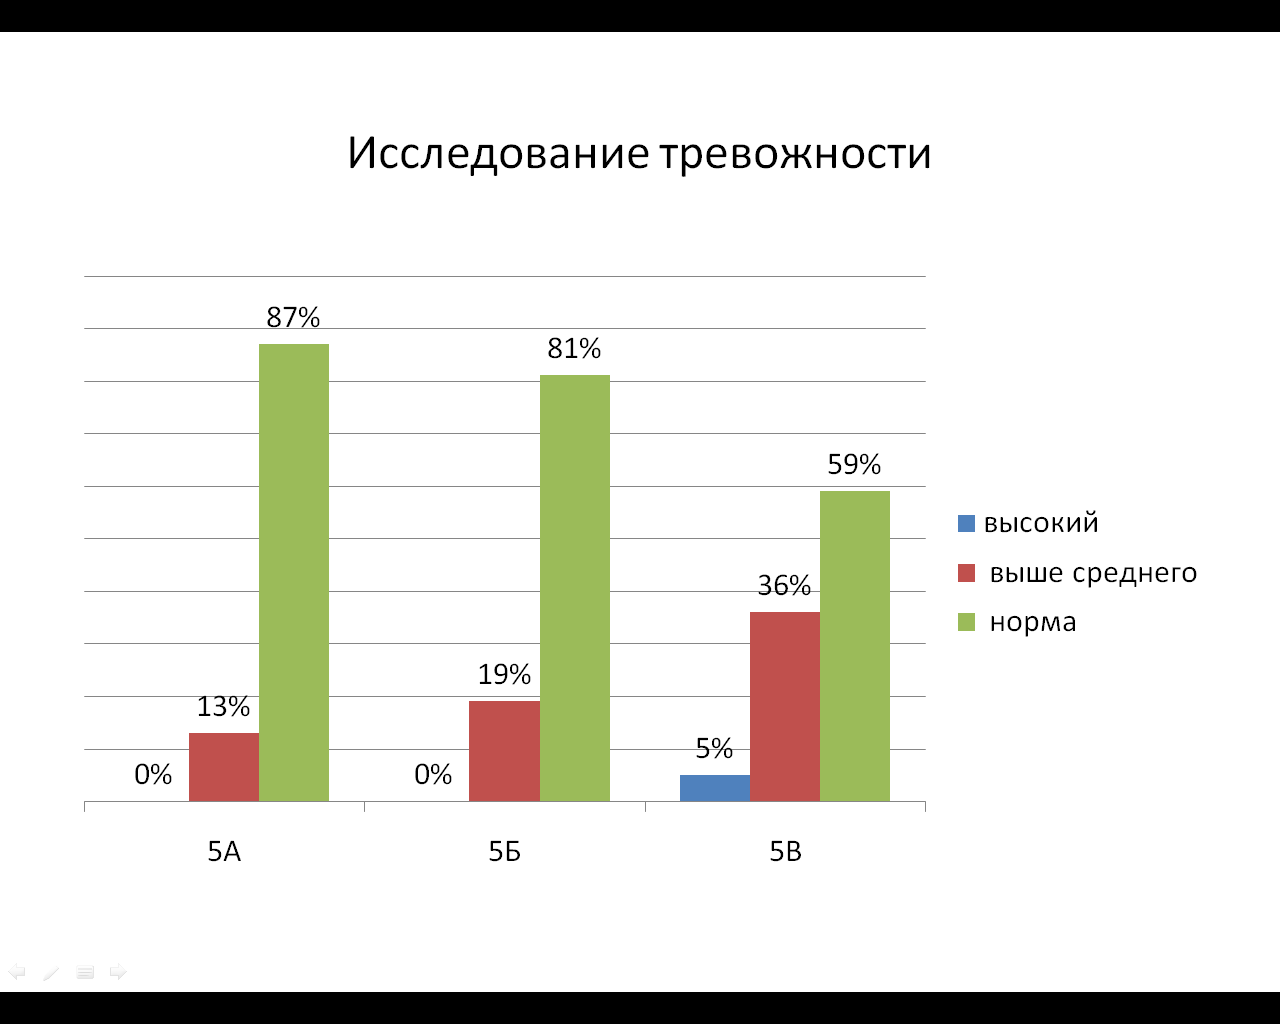 Исследование тревожности
87%
81%
59%
36%
19%
13%
5%
0%
0%
5А
5Б
5В
высокий
выше среднего
норма